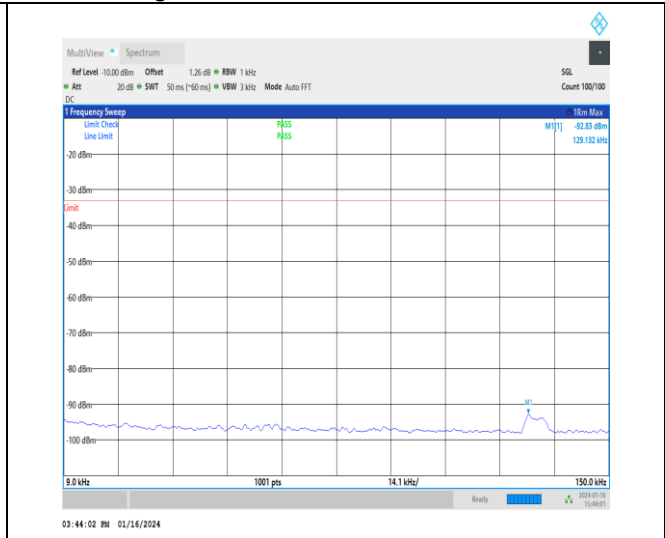 MultiView Spectrum
Ref Level -10.00 dBm Offset 1.26 dB RBW 1 kHz SGL
Att 20 dB SWT 50 ms (~60 ms) VBW 3 kHz Mode Auto FFT Count 100/100
DC
1 Frequency Sweep 1Rm Max
Limit Check PASS M1[1] -92.83 dBm
Line Limit PASS 129.132 kHz
-20 dBm
-30 dBm
Limit
-40 dBm
-50 dBm
-60 dBm
-70 dBm
-80 dBm
-90 dBm
M1
-100 dBm
9.0 kHz 1001 pts 14.1 kHz/ 150.0 kHz
Ready 2024-01-16
15:44:01
03:44:02 PM 01/16/2024